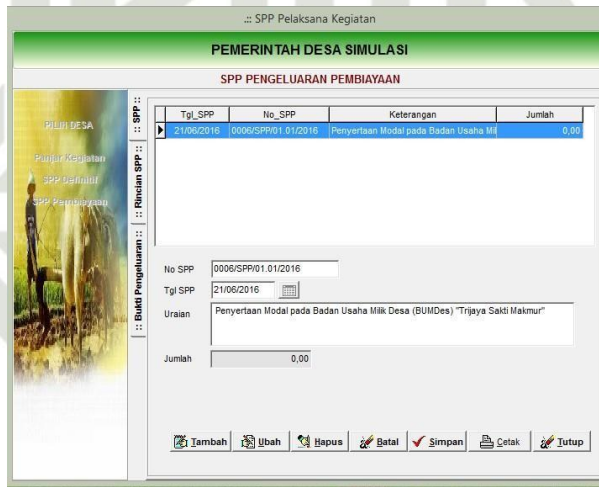 .:: SPP Pelaksana Kegiatan
PEMERINTAH DESA SIMULASI
SPP PENGELUARAN PEMBIAYAAN
PILIH DESA
Panjar Kegiatan
SPP Definitif
SPP Pembiayaan
:: SPP ::
:: Rincian SPP ::
:: Bukti Pengeluaran ::
Tgl_SPP No_SPP Keterangan Jumlah
21/06/2016 0006/SPP/01.01/2016 Penyertaan Modal pada Badan Usaha Mil 0,00
No SPP 0006/SPP/01.01/2016
Tgl SPP 21/06/2016
Uraian Penyertaan Modal pada Badan Usaha Milik Desa (BUMDes) "Trijaya Sakti Makmur"
Jumlah 0,00
Tambah Ubah Hapus Batal Simpan Cetak Tutup